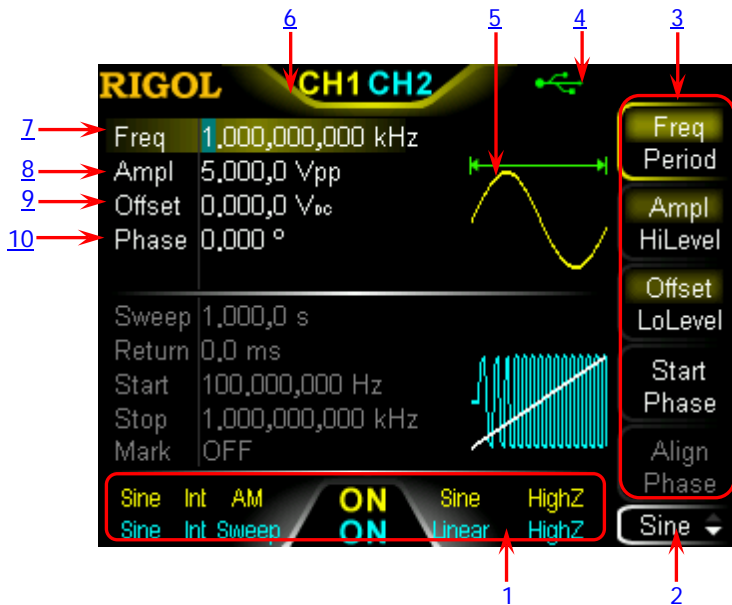 6 5 4 3
RIGOL CH1 CH2
7 Freq 1.000,000,000 kHz
8 Ampl 5.000,0 Vpp
9 Offset 0.000,0 VDC
10 Phase 0.000 °
Sweep 1.000,0 s
Return 0.0 ms
Start 100.000,000 Hz
Stop 1.000,000,000 kHz
Mark OFF
Freq
Period
Ampl
HiLevel
Offset
LoLevel
Start
Phase
Align
Phase
Sine Int AM ON Sine HighZ
Sine Int Sweep ON Linear HighZ
Sine
1 2